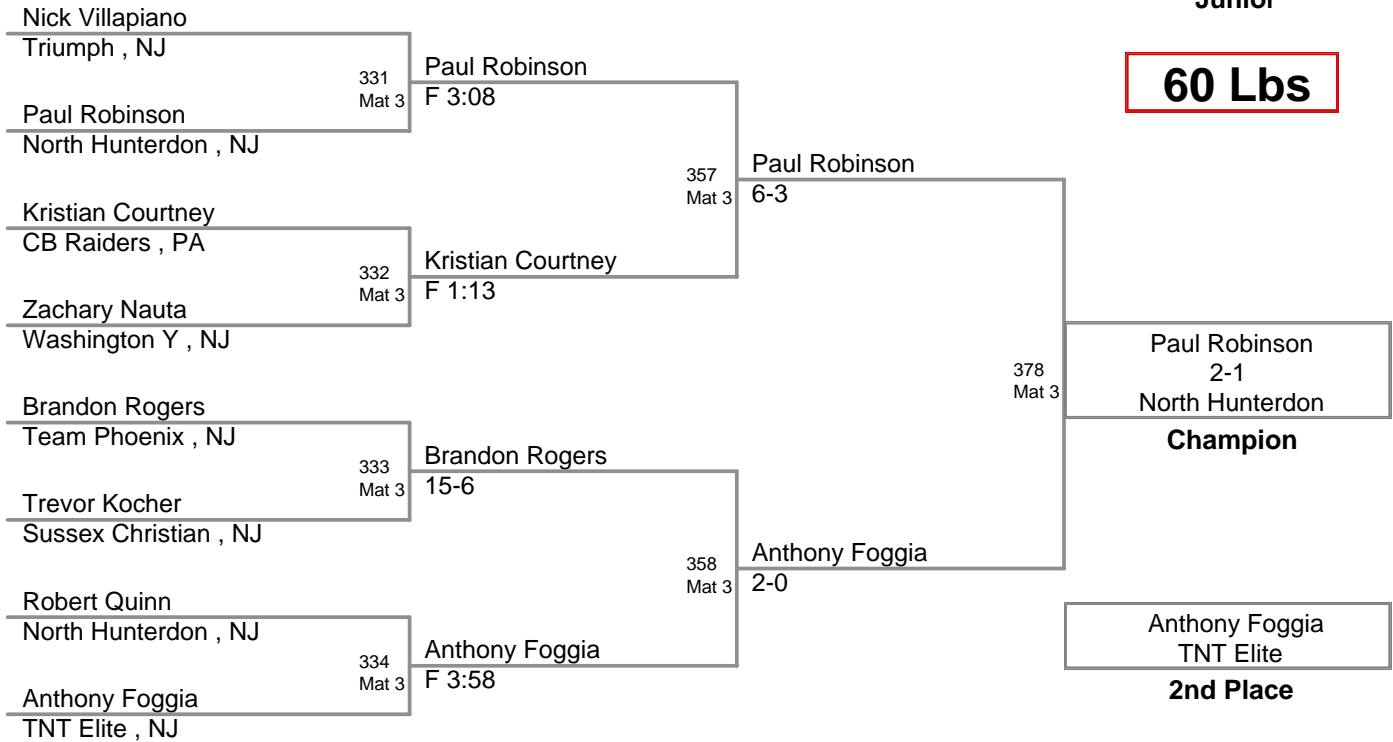 Junior
60 Lbs
Nick Villapiano
Triumph , NJ
331
Mat 3
Paul Robinson
F 3:08
Paul Robinson
North Hunterdon , NJ
357
Mat 3
Paul Robinson
6-3
Kristian Courtney
CB Raiders , PA
332
Mat 3
Kristian Courtney
F 1:13
Zachary Nauta
Washington Y , NJ
378
Mat 3
Paul Robinson
2-1
North Hunterdon
Champion
Brandon Rogers
Team Phoenix , NJ
333
Mat 3
Brandon Rogers
15-6
Trevor Kocher
Sussex Christian , NJ
358
Mat 3
Anthony Foggia
2-0
Robert Quinn
North Hunterdon , NJ
334
Mat 3
Anthony Foggia
F 3:58
Anthony Foggia
TNT Elite , NJ
Anthony Foggia
TNT Elite
2nd Place